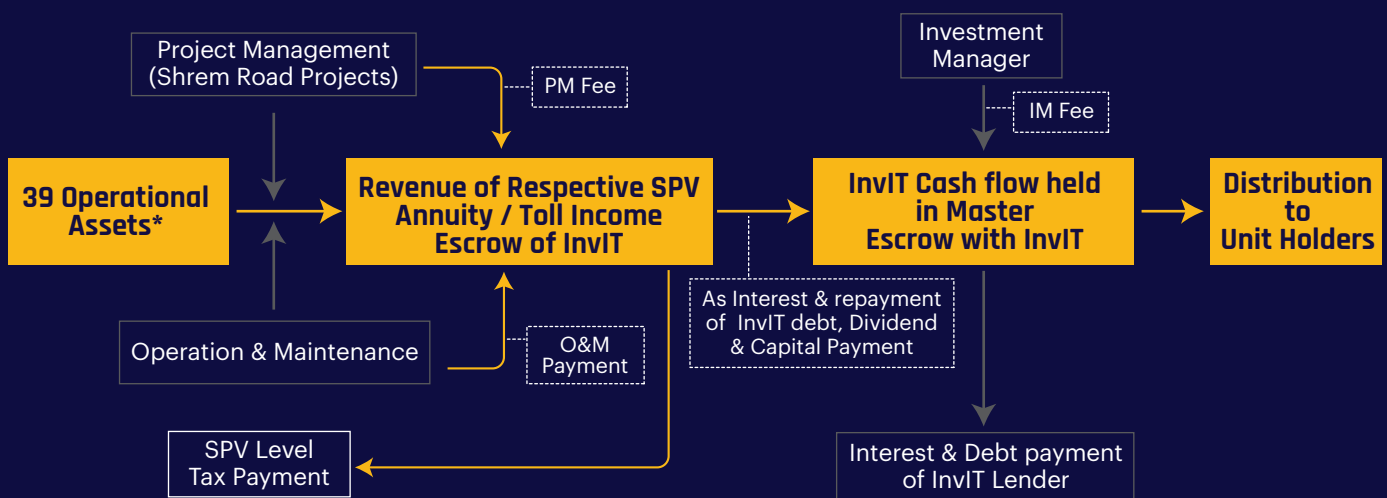 Project Management
(Shrem Road Projects)
PM Fee
Investment
Manager
IM Fee
39 Operational
Assets*
Revenue of Respective SPV
Annuity / Toll Income
Escrow of InvIT
InvIT Cash flow held
in Master
Escrow with InvIT
Distribution
to
Unit Holders
Operation & Maintenance
O&M
Payment
As Interest & repayment
of InvIT debt, Dividend
& Capital Payment
SPV Level
Tax Payment
Interest & Debt payment
of InvIT Lender